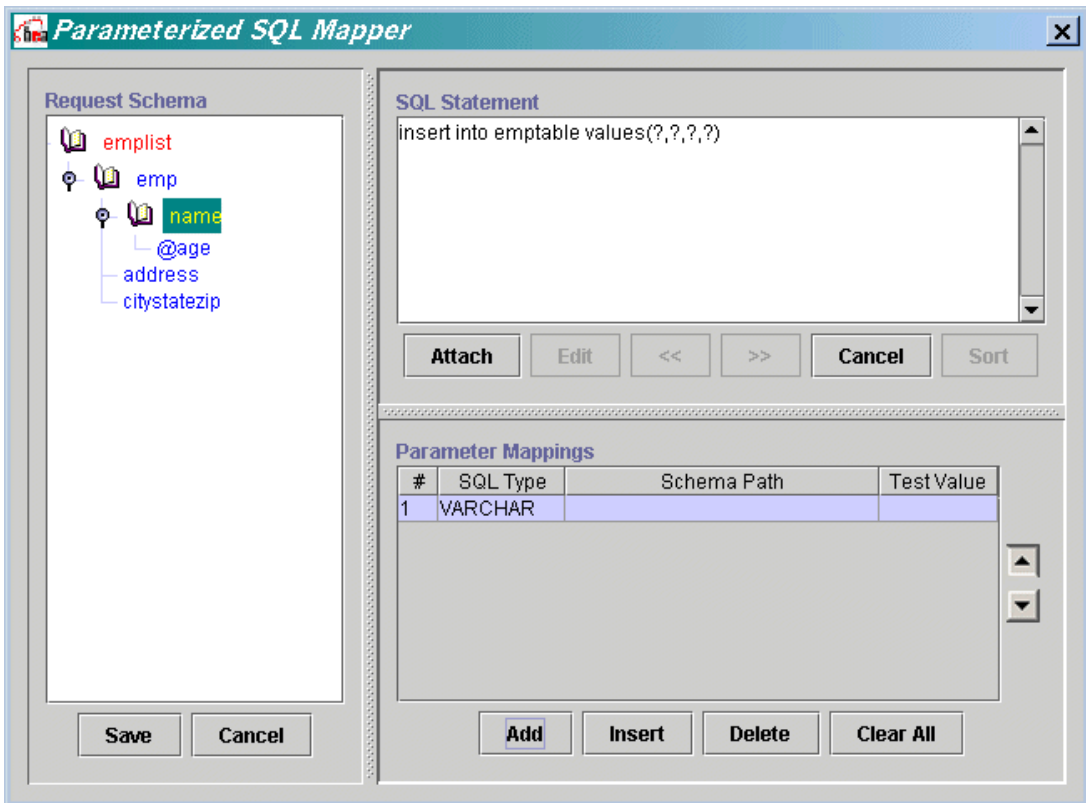 Parameterized SQL Mapper
Request Schema
emplist
emp
name
@age
address
citystatezip
Save Cancel
SQL Statement
insert into emptable values(?,?,?,?)
Attach Edit << >> Cancel Sort
Parameter Mappings
# SQL Type Schema Path Test Value
1 VARCHAR
Add Insert Delete Clear All